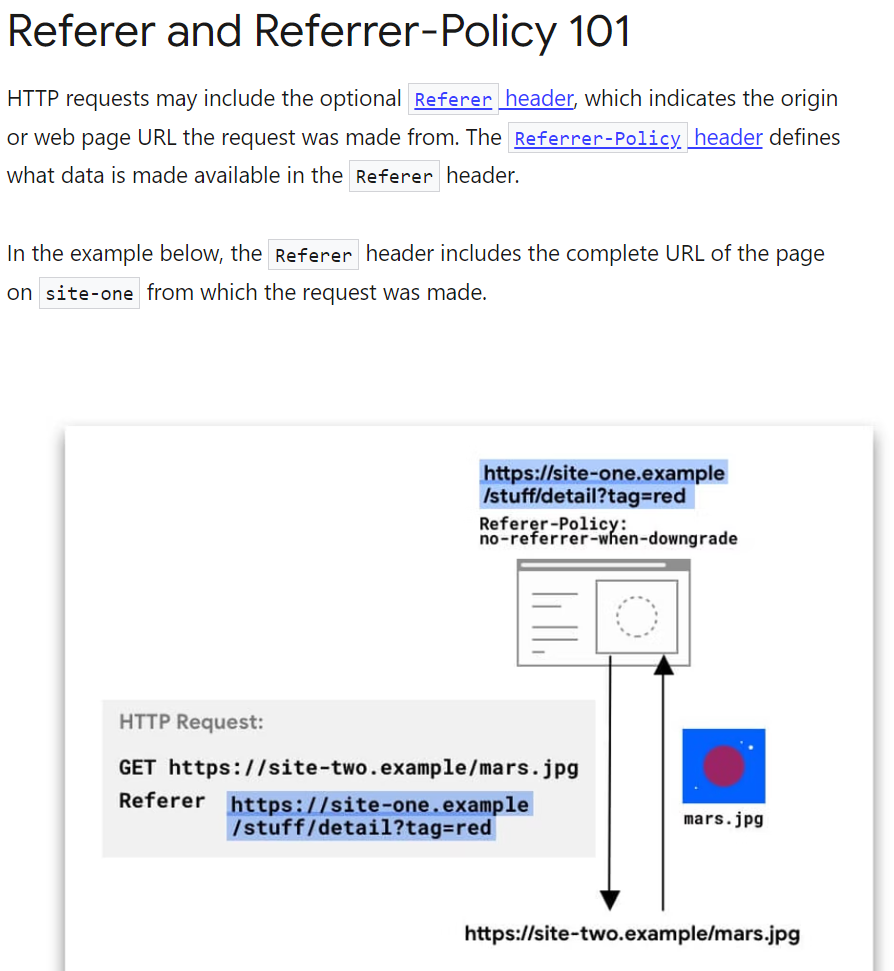 Referer and Referrer-Policy 101
HTTP requests may include the optional Referer header, which indicates the origin
or web page URL the request was made from. The Referrer-Policy header defines
what data is made available in the Referer header.
In the example below, the Referer header includes the complete URL of the page
on site-one from which the request was made.
https://site-one.example
/stuff/detail?tag=red
Referer-Policy:
no-referrer-when-downgrade
HTTP Request:
GET https://site-two.example/mars.jpg
Referer https://site-one.example
/stuff/detail?tag=red
mars.jpg
https://site-two.example/mars.jpg